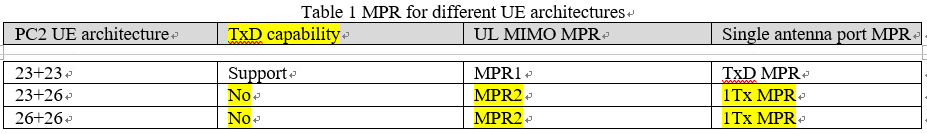 Table 1 MPR for different UE architectures
PC2 UE architecture TxD capability UL MIMO MPR Single antenna port MPR
23+23 Support MPR1 TxD MPR
23+26 No MPR2 1Tx MPR
26+26 No MPR2 1Tx MPR